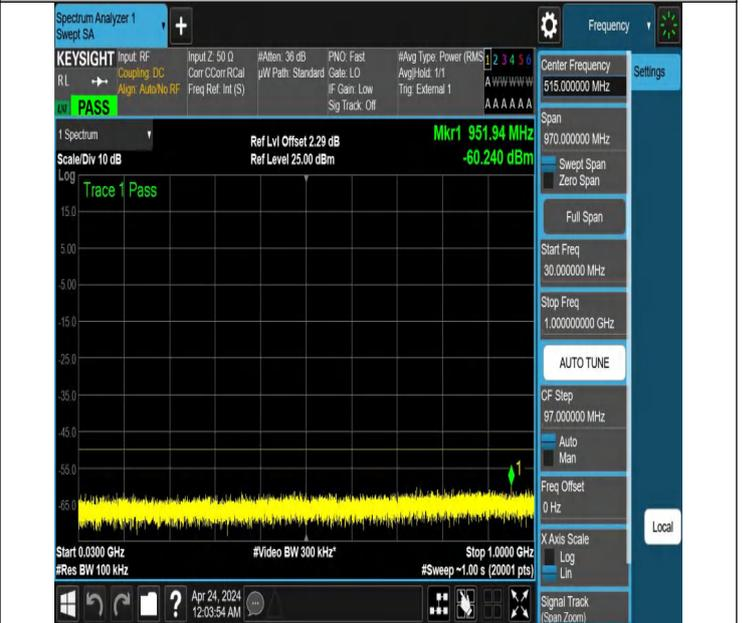 Spectrum Analyzer 1
Swept SA
+
Frequency
KEYSIGHT
RL
PASS
Input: RF
Coupling: DC
Align: Auto/No RF
Input Z: 50 Ω
Corr CCorr RCal
Freq Ref: Int (S)
#Atten: 36 dB
µW Path: Standard
PNO: Fast
Gate: LO
IF Gain: Low
Sig Track: Off
#Avg Type: Power (RMS
Avg|Hold: 1/1
Trig: External 1
1 2 3 4 5 6
A W W W W W
A A A A A A
1 Spectrum
Scale/Div 10 dB
Log
Ref Lvl Offset 2.29 dB
Ref Level 25.00 dBm
Mkr1 951.94 MHz
-60.240 dBm
Trace 1 Pass
15.0
5.00
-5.00
-15.0
-25.0
-35.0
-45.0
-55.0
-65.0
1
Start 0.0300 GHz
#Res BW 100 kHz
#Video BW 300 kHz*
Stop 1.0000 GHz
#Sweep ~1.00 s (20001 pts)
?
Apr 24, 2024
12:03:54 AM
Center Frequency
515.000000 MHz
Settings
Span
970.000000 MHz
Swept Span
Zero Span
Full Span
Start Freq
30.000000 MHz
Stop Freq
1.000000000 GHz
AUTO TUNE
CF Step
97.000000 MHz
Auto
Man
Freq Offset
0 Hz
Local
X Axis Scale
Log
Lin
Signal Track
(Span Zoom)